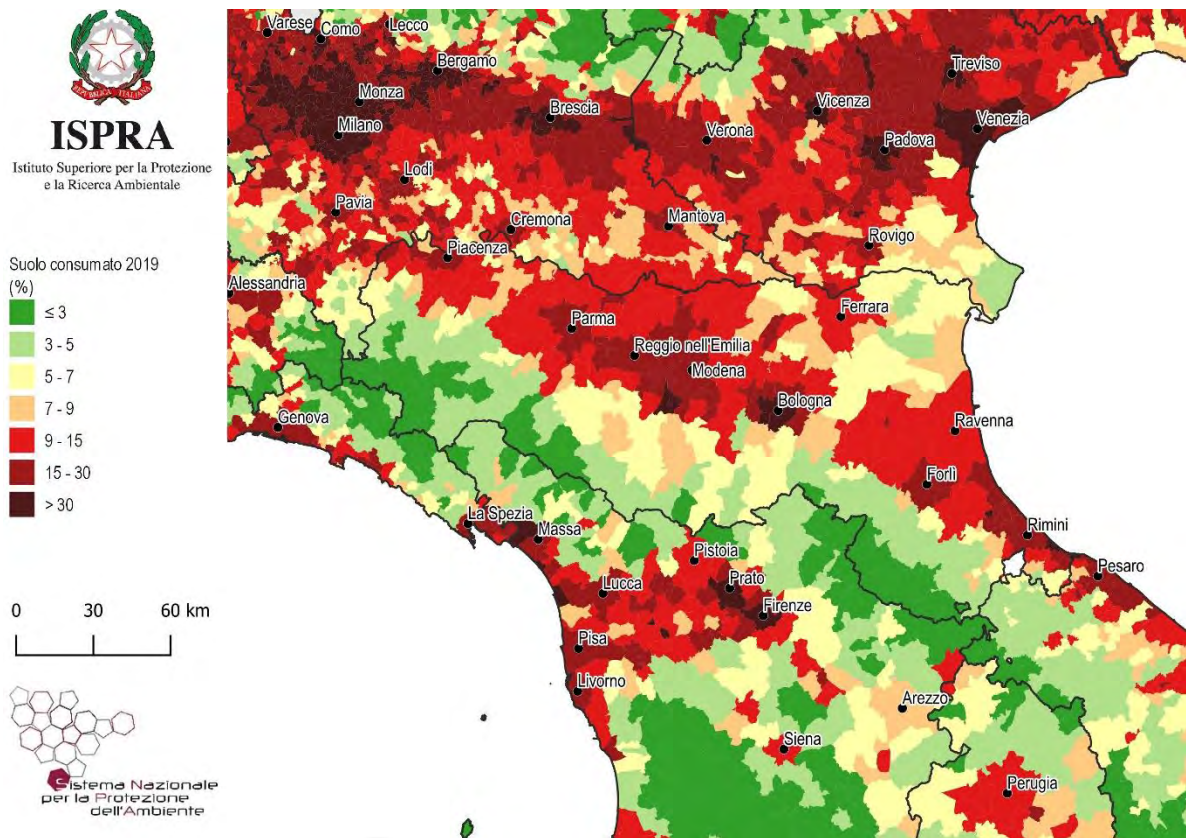 REPVBBLICA ITALIANA
ISPRA
Istituto Superiore per la Protezione
e la Ricerca Ambientale
Suolo consumato 2019
(%)
≤ 3
3 - 5
5 - 7
7 - 9
9 - 15
15 - 30
> 30
0 30 60 km
Sistema Nazionale
per la Protezione
dell'Ambiente
Varese
Como
Lecco
Bergamo
Monza
Milano
Brescia
Lodi
Pavia
Cremona
Piacenza
Alessandria
Verona
Vicenza
Treviso
Venezia
Padova
Mantova
Rovigo
Ferrara
Parma
Reggio nell'Emilia
Modena
Bologna
Genova
Ravenna
Forlì
Rimini
Pesaro
La Spezia
Massa
Pistoia
Lucca
Prato
Firenze
Pisa
Livorno
Arezzo
Siena
Perugia